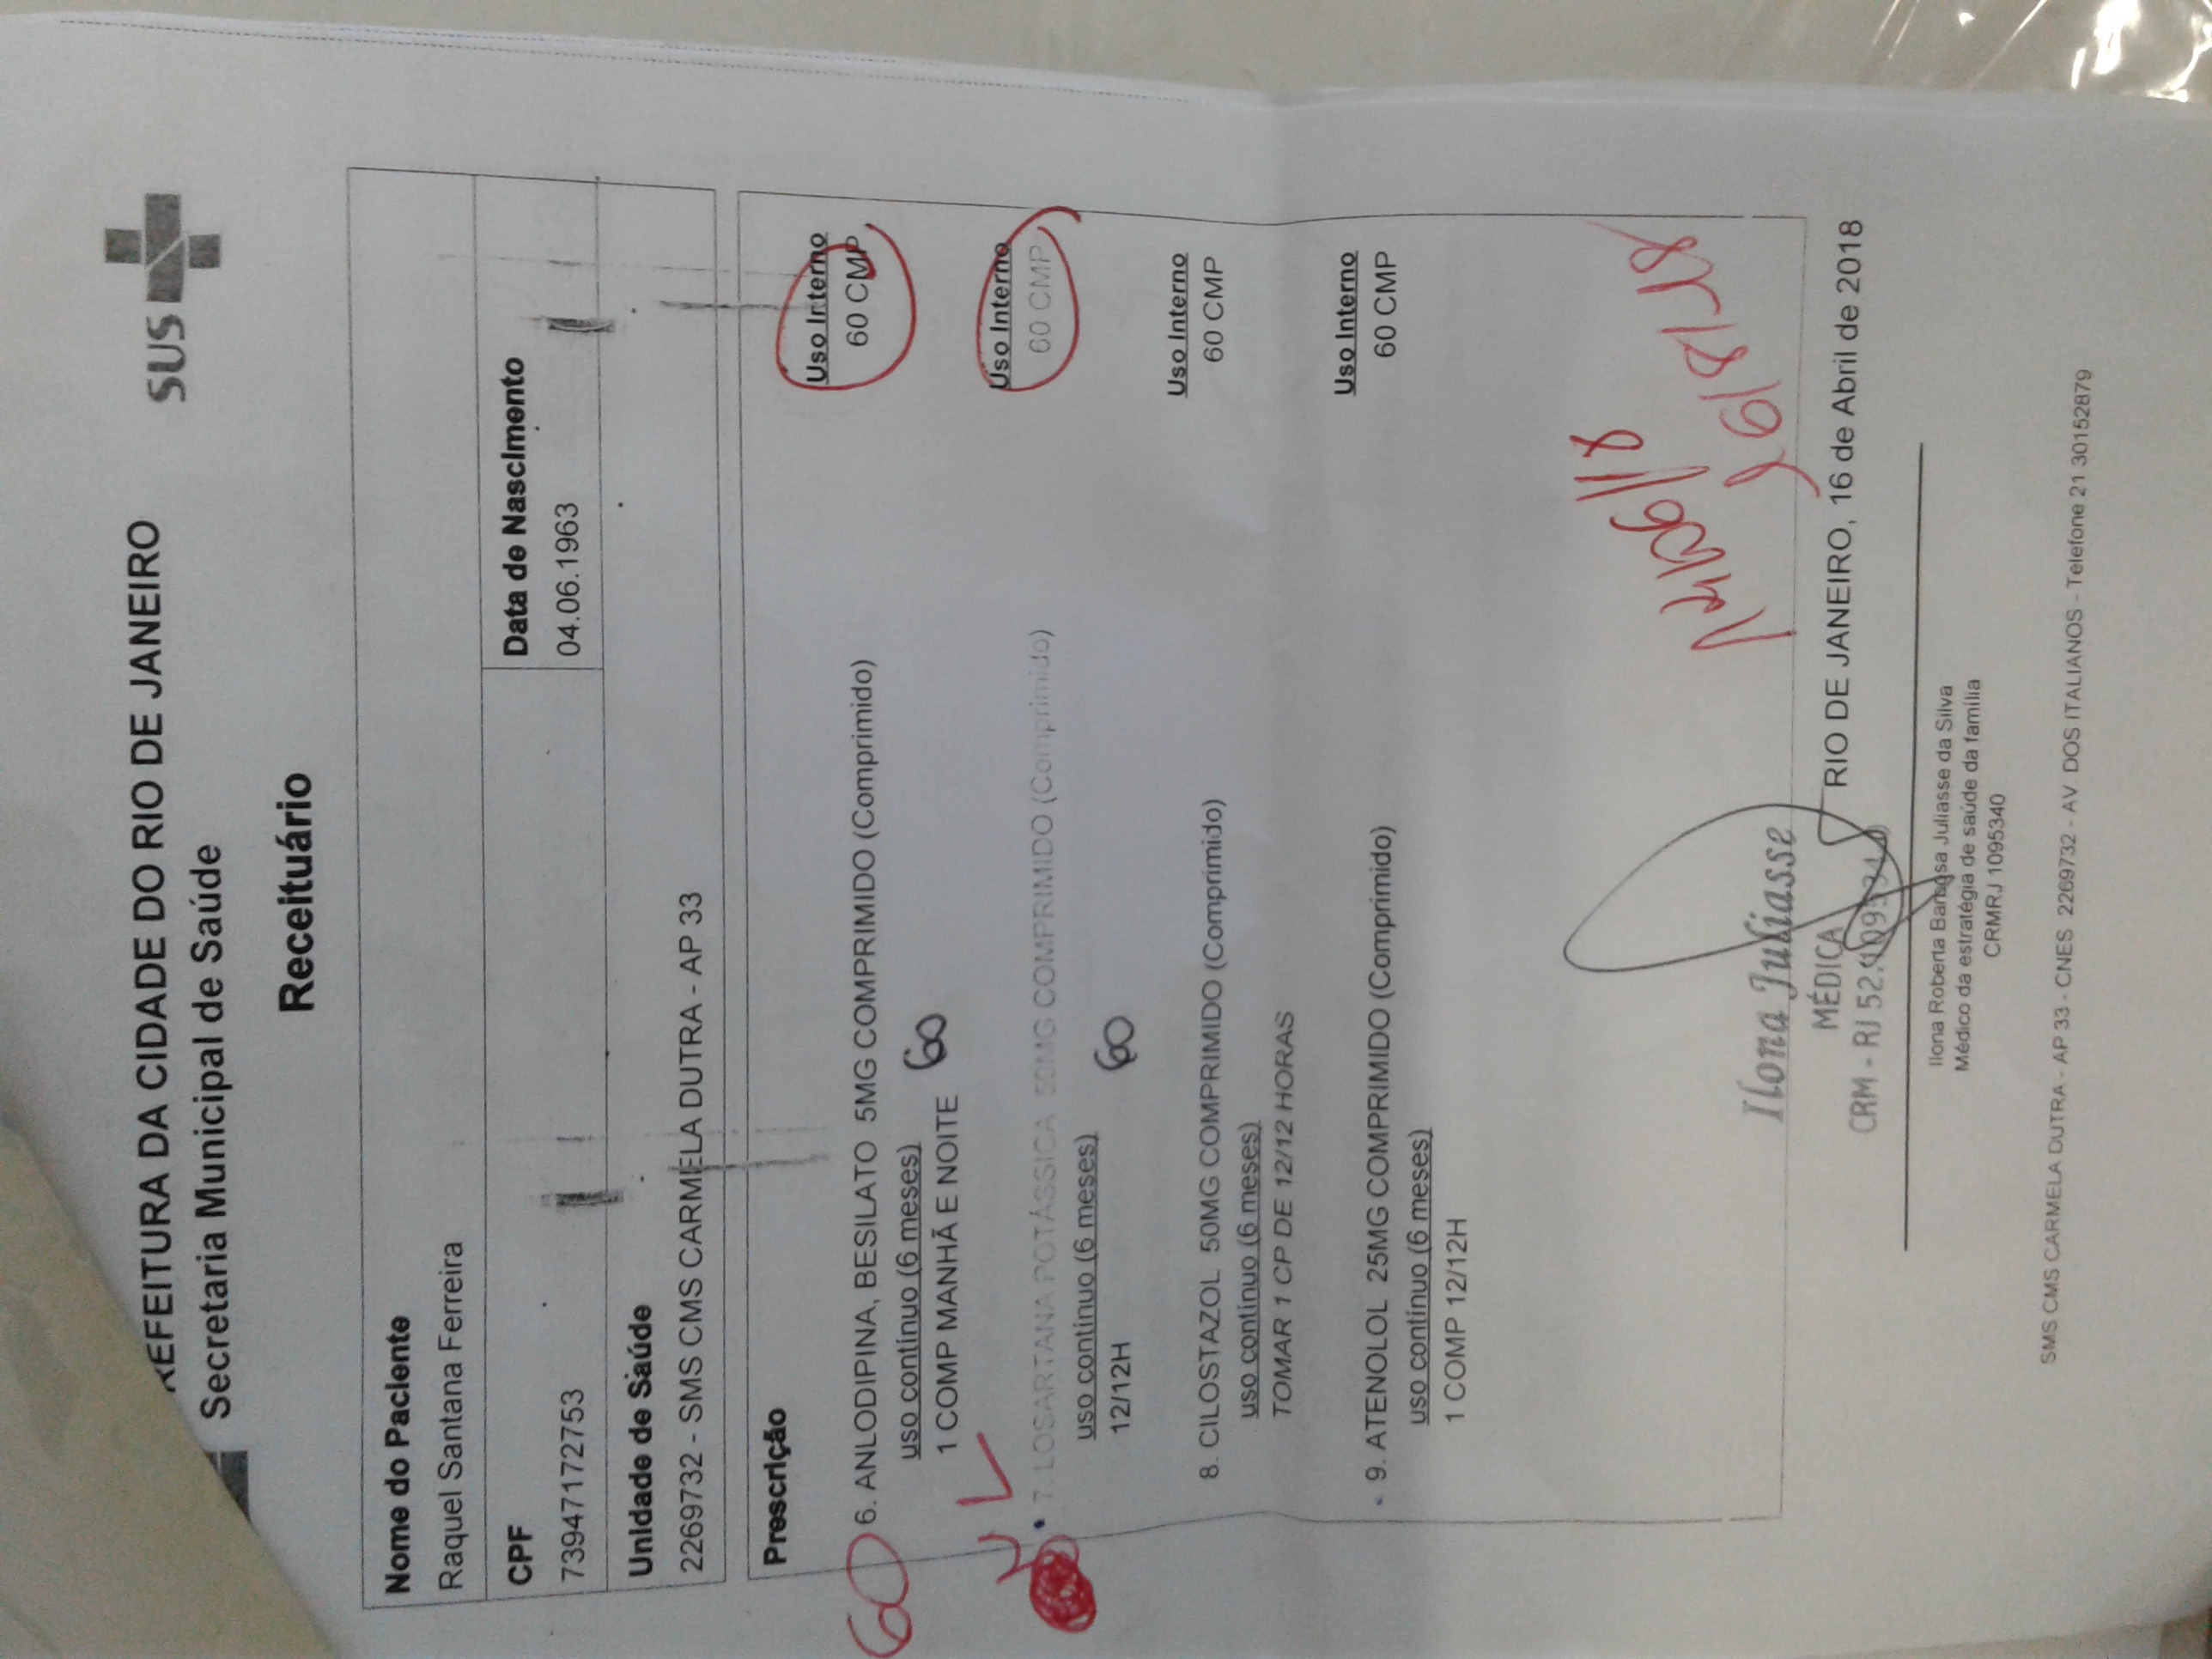 REFEITURA DA CIDADE DO RIO DE JANEIRO
SUS
Secretaria Municipal de Saúde
Receituário
Nome do Paciente
Raquel Santana Ferreira
CPF
73947172753
Data de Nascimento
04.06.1963
Unidade de Saúde
2269732 - SMS CMS CARMELA DUTRA - AP 33
Prescrição
Uso Interno
60 6. ANLODIPINA, BESILATO 5MG COMPRIMIDO (Comprimido) 60 CMP
uso contínuo (6 meses)
1 COMP MANHÃ E NOITE 60
Uso Interno
7. LOSARTANA POTÁSSICA 50MG COMPRIMIDO (Comprimido) 60 CMP
uso contínuo (6 meses)
12/12H 60
Uso Interno
8. CILOSTAZOL 50MG COMPRIMIDO (Comprimido) 60 CMP
uso contínuo (6 meses)
TOMAR 1 CP DE 12/12 HORAS
Uso Interno
9. ATENOLOL 25MG COMPRIMIDO (Comprimido) 60 CMP
uso contínuo (6 meses)
1 COMP 12/12H
16/8/18
Ilona Juliasse
MÉDICA
CRM - RJ 52.109534-0
RIO DE JANEIRO, 16 de Abril de 2018
Ilona Roberta Barbosa Juliasse da Silva
Médico da estratégia de saúde da família
CRMRJ 1095340
SMS CMS CARMELA DUTRA - AP 33 - CNES 2269732 - AV DOS ITALIANOS - Telefone 21 30152879